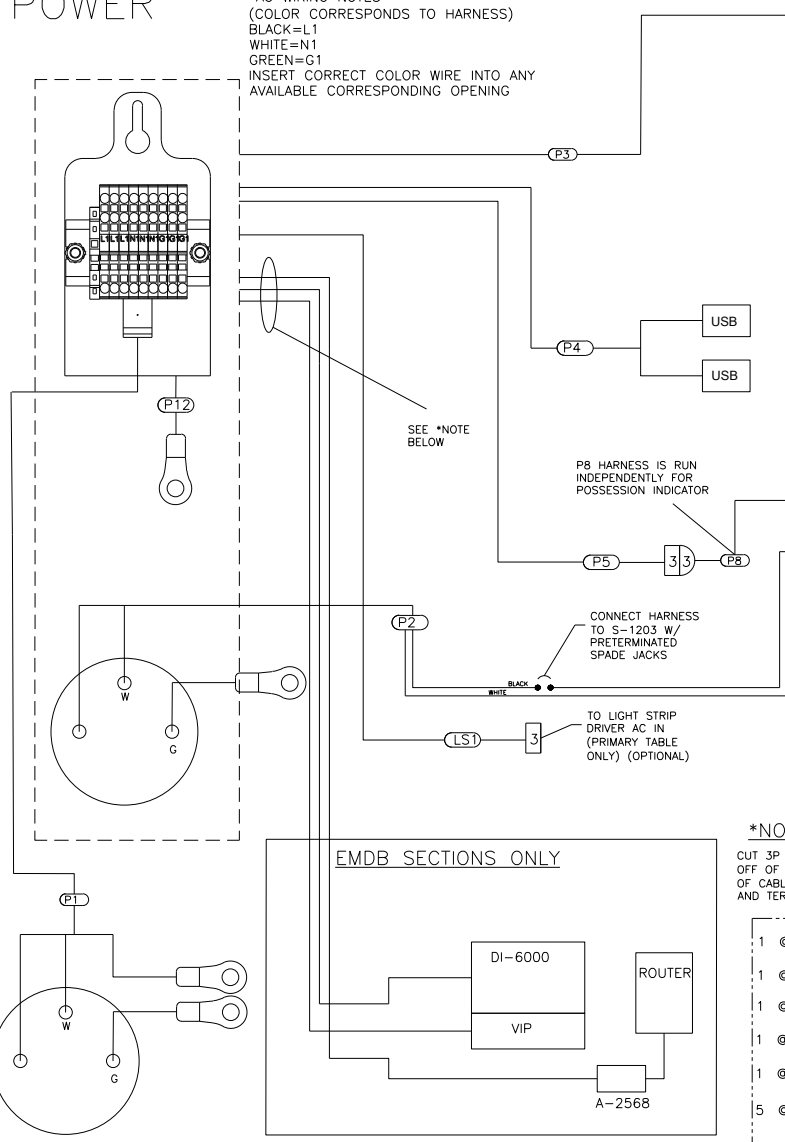 POWER
(COLOR CORRESPONDS TO HARNESS)
BLACK=L1
WHITE=N1
GREEN=G1
INSERT CORRECT COLOR WIRE INTO ANY
AVAILABLE CORRESPONDING OPENING
P3
L1 L1 L1 N1 N1 N1 G1 G1 G1
USB
P4
USB
P12
SEE *NOTE
BELOW
P8 HARNESS IS RUN
INDEPENDENTLY FOR
POSSESSION INDICATOR
P5
3 3
P8
P2
CONNECT HARNESS
TO S-1203 W/
PRETERMINATED
SPADE JACKS
BLACK
WHITE
W
G
LS1
3
TO LIGHT STRIP
DRIVER AC IN
(PRIMARY TABLE
ONLY) (OPTIONAL)
*NO
CUT 3P
OFF OF
OF CABL
AND TER
EMDB SECTIONS ONLY
P1
W
G
DI-6000
VIP
ROUTER
A-2568
1 @
1 @
1 @
1 @
1 @
5 @